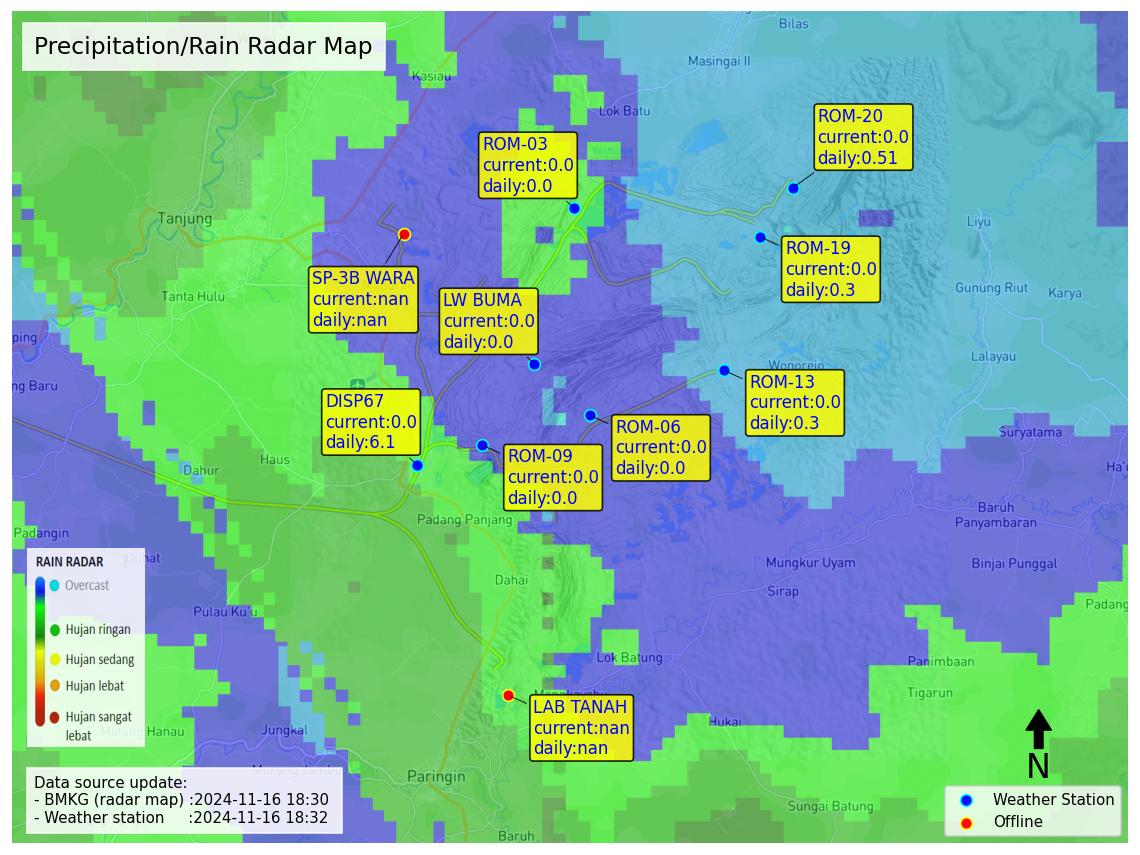 Precipitation/Rain Radar Map
Bilas
Masingai II
Kasiau
Lok Batu
ROM-20
current:0.0
daily:0.51
ROM-03
current:0.0
daily:0.0
Tanjung
Liyu
ROM-19
current:0.0
daily:0.3
SP-3B WARA
current:nan
daily:nan
Tanta Hulu
LW BUMA
current:0.0
daily:0.0
Gunung Riut
Karya
ping
Lalayau
Wonorejo
ng Baru
ROM-13
current:0.0
daily:0.3
DISP67
current:0.0
daily:6.1
ROM-06
current:0.0
daily:0.0
Suryatama
ROM-09
current:0.0
daily:0.0
Haus
Dahur
Ha'u
Baruh
Panyambaran
Padang Panjang
Padangin
Mungkur Uyam
Binjai Punggal
Dahai
Sirap
Padang
Pulau Ku'u
RAIN RADAR
Overcast
Hujan ringan
Hujan sedang
Hujan lebat
Hujan sangat
lebat
Lok Batung
Panimbaan
Tigarun
LAB TANAH
current:nan
daily:nan
Hukai
Jungkal
Paringin
Sungai Batung
Baruh
N
Data source update:
- BMKG (radar map) :2024-11-16 18:30
- Weather station :2024-11-16 18:32
Weather Station
Offline